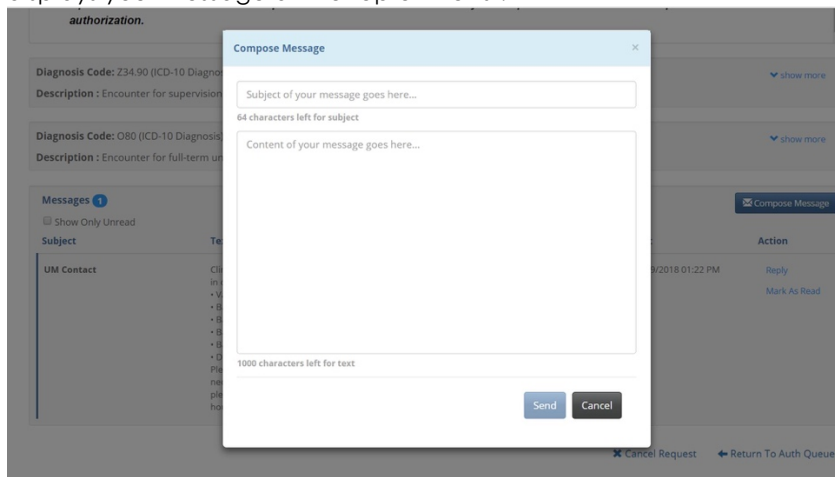 authorization.
Compose Message ×
Diagnosis Code: Z34.90 (ICD-10
show more
Description : Encounter for supervision
Subject of your message goes here...
64 characters left for subject
Diagnosis Code: O80 (ICD-10 Diagnosis)
show more
Content of your message goes here...
Description : Encounter for full-term
Messages 1
Compose Message
Show Only Unread
Subject
Action
UM Contact
9/2018 01:22 PM
Reply
in
Mark As Read
1000 characters left for text
Send Cancel
Cancel Request Return To Auth Queue